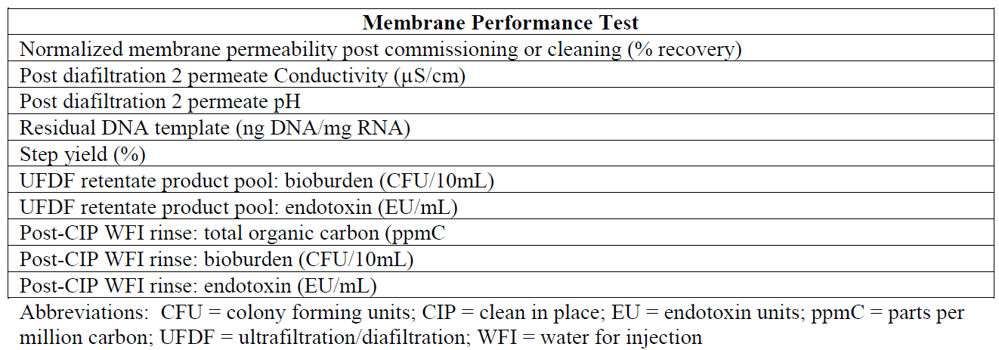 Membrane Performance Test
Normalized membrane permeability post commissioning or cleaning (% recovery)
Post diafiltration 2 permeate Conductivity (µS/cm)
Post diafiltration 2 permeate pH
Residual DNA template (ng DNA/mg RNA)
Step yield (%)
UFDF retentate product pool: bioburden (CFU/10mL)
UFDF retentate product pool: endotoxin (EU/mL)
Post-CIP WFI rinse: total organic carbon (ppmC
Post-CIP WFI rinse: bioburden (CFU/10mL)
Post-CIP WFI rinse: endotoxin (EU/mL)
Abbreviations:  CFU = colony forming units; CIP = clean in place; EU = endotoxin units; ppmC = parts per
million carbon; UFDF = ultrafiltration/diafiltration; WFI = water for injection